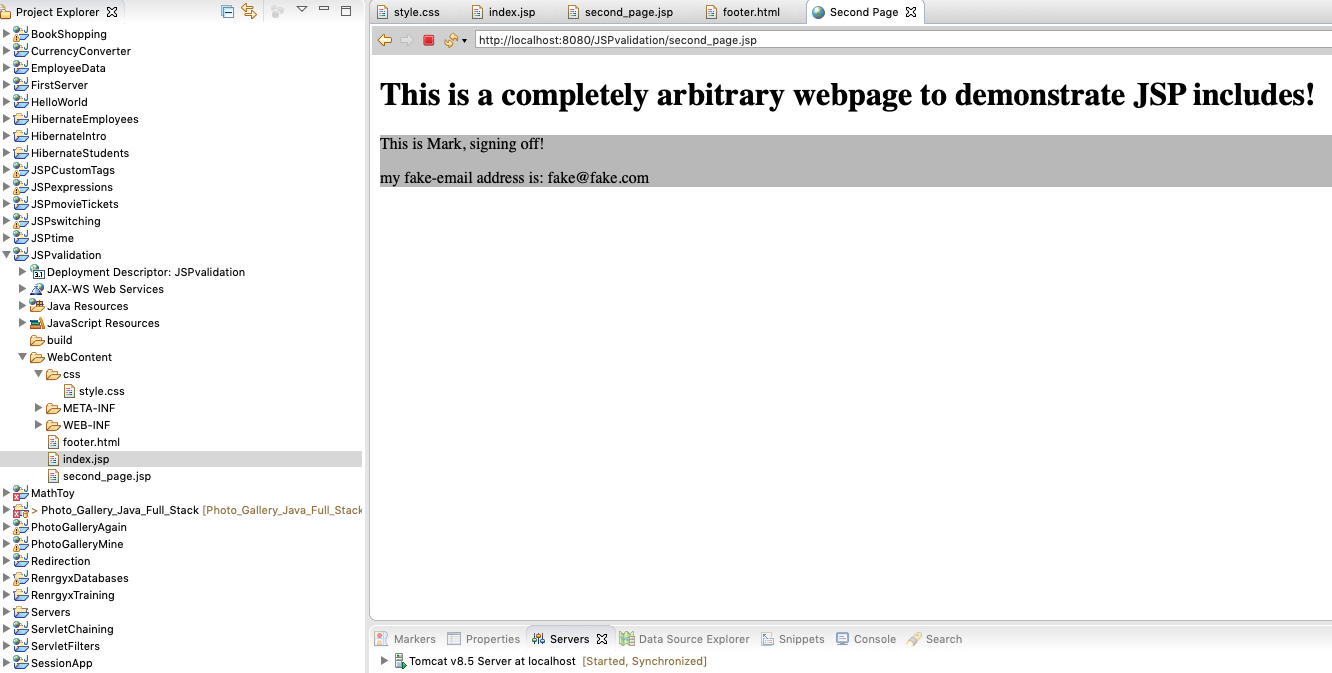 Project Explorer
BookShopping
CurrencyConverter
EmployeeData
FirstServer
HelloWorld
HibernateEmployees
HibernateIntro
HibernateStudents
JSPCustomTags
JSPexpressions
JSPmovieTickets
JSPswitching
JSPtime
JSPvalidation
Deployment Descriptor: JSPvalidation
JAX-WS Web Services
Java Resources
JavaScript Resources
build
WebContent
css
style.css
META-INF
WEB-INF
footer.html
index.jsp
second_page.jsp
MathToy
> Photo_Gallery_Java_Full_Stack [Photo_Gallery_Java_Full_Stack
PhotoGalleryAgain
PhotoGalleryMine
Redirection
RenrgyxDatabases
RenrgyxTraining
Servers
ServletChaining
ServletFilters
SessionApp
style.css index.jsp second_page.jsp footer.html Second Page
http://localhost:8080/JSPvalidation/second_page.jsp
This is a completely arbitrary webpage to demonstrate JSP includes!
This is Mark, signing off!
my fake-email address is: fake@fake.com
Markers Properties Servers Data Source Explorer Snippets Console Search
Tomcat v8.5 Server at localhost [Started, Synchronized]